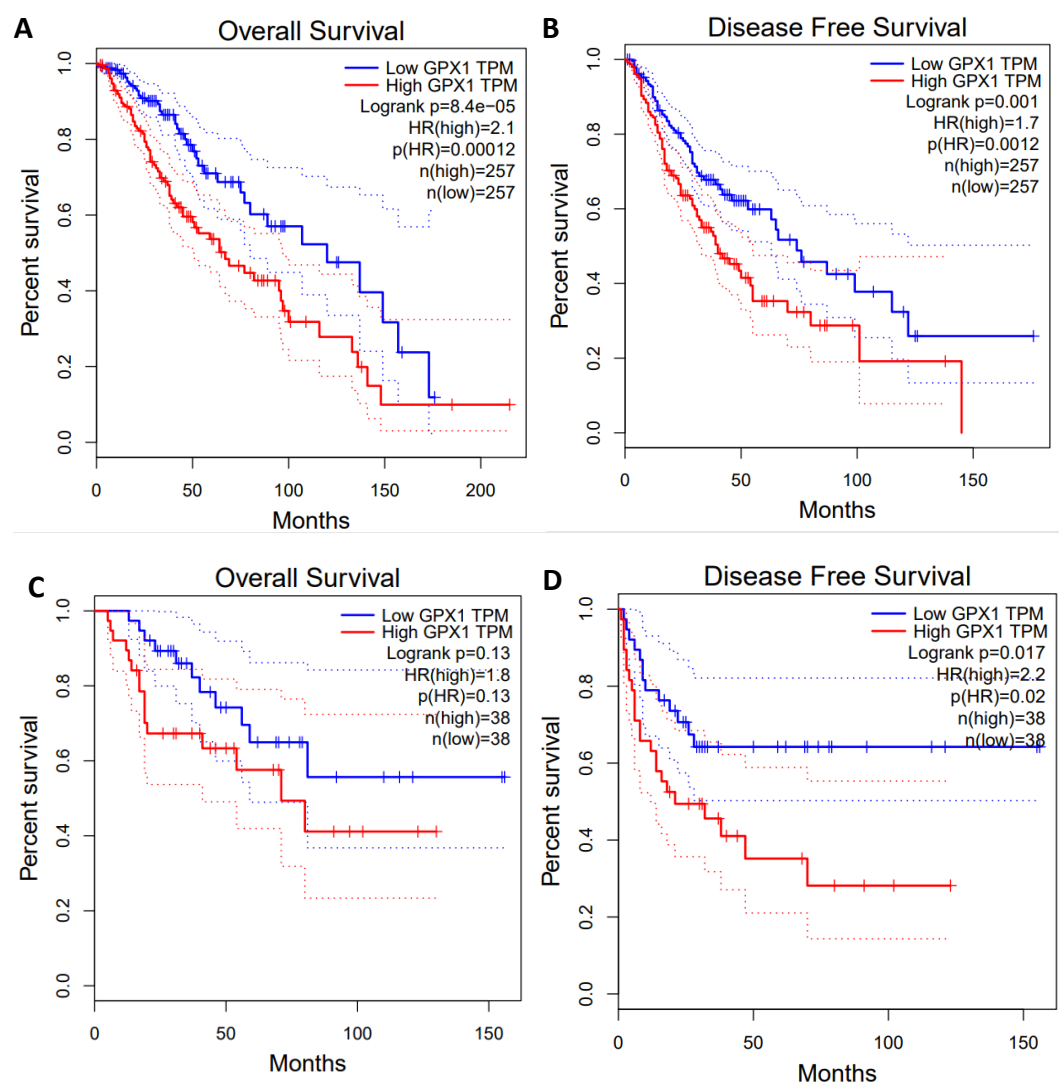 A
Overall Survival
Low GPX1 TPM
High GPX1 TPM
Logrank p=8.4e−05
HR(high)=2.1
p(HR)=0.00012
n(high)=257
n(low)=257
Percent survival
1.0
0.8
0.6
0.4
0.2
0.0
0 50 100 150 200
Months
B
Disease Free Survival
Low GPX1 TPM
High GPX1 TPM
Logrank p=0.001
HR(high)=1.7
p(HR)=0.0012
n(high)=257
n(low)=257
Percent survival
1.0
0.8
0.6
0.4
0.2
0.0
0 50 100 150
Months
C
Overall Survival
Low GPX1 TPM
High GPX1 TPM
Logrank p=0.13
HR(high)=1.8
p(HR)=0.13
n(high)=38
n(low)=38
Percent survival
1.0
0.8
0.6
0.4
0.2
0.0
0 50 100 150
Months
D
Disease Free Survival
Low GPX1 TPM
High GPX1 TPM
Logrank p=0.017
HR(high)=2.2
p(HR)=0.02
n(high)=38
n(low)=38
Percent survival
1.0
0.8
0.6
0.4
0.2
0.0
0 50 100 150
Months